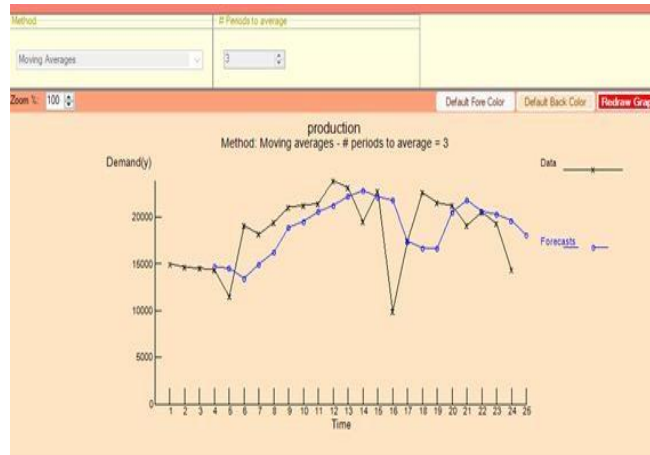 Method
# Periods to average
Moving Averages
3
Zoom %: 100
Default Fore Color
Default Back Color
Redraw Grap
production
Method: Moving averages - # periods to average = 3
Demand(y)
Data
20000
Forecasts
15000
10000
5000
0
1 2 3 4 5 6 7 8 9 10 11 12 13 14 15 16 17 18 19 20 21 22 23 24 25
Time